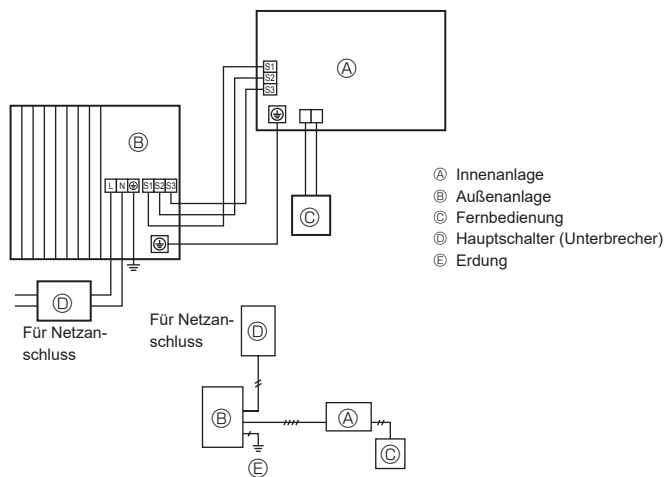 Ⓐ
S1
S2
S3
Ⓑ
L N S1 S2 S3
Ⓒ
Ⓓ
Für Netzan-
schluss
Ⓐ Innenanlage
Ⓑ Außenanlage
Ⓒ Fernbedienung
Ⓓ Hauptschalter (Unterbrecher)
Ⓔ Erdung
Für Netzan-
schluss
Ⓓ
Ⓑ
Ⓐ
Ⓒ
Ⓔ